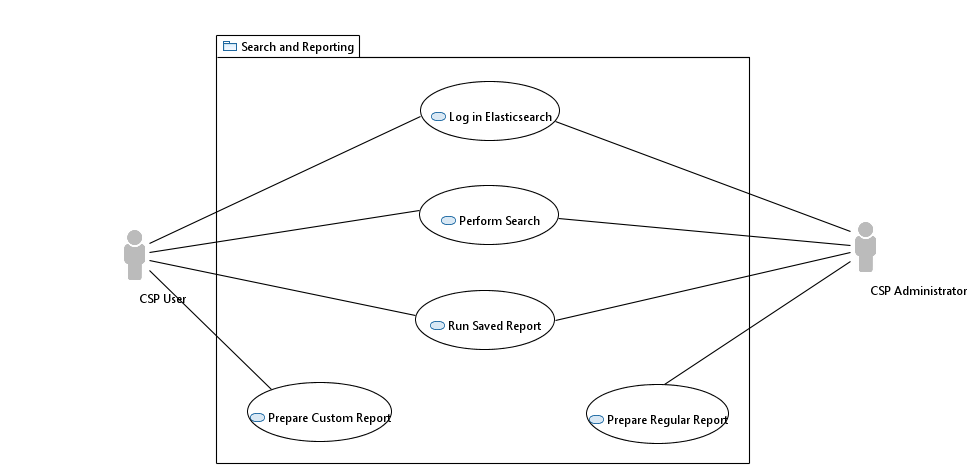 Search and Reporting
Log in Elasticsearch
Perform Search
CSP User
CSP Administrator
Run Saved Report
Prepare Custom Report
Prepare Regular Report